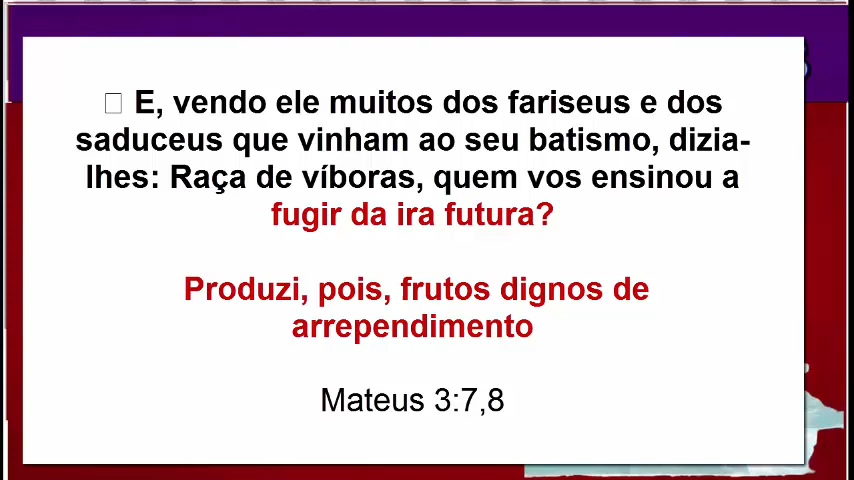 E, vendo ele muitos dos fariseus e dos
saduceus que vinham ao seu batismo, dizia-
lhes: Raça de víboras, quem vos ensinou a
fugir da ira futura?
Produzi, pois, frutos dignos de
arrependimento
Mateus 3:7,8